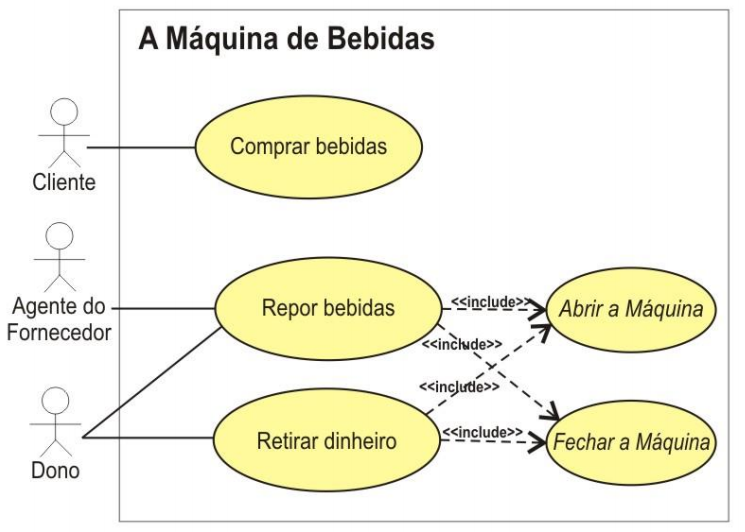 A Máquina de Bebidas
Comprar bebidas
Cliente
Agente do
Fornecedor
Repor bebidas
<<include>>
Abrir a Máquina
<<include>>
<<include>>
Dono
Retirar dinheiro
<<include>>
Fechar a Máquina